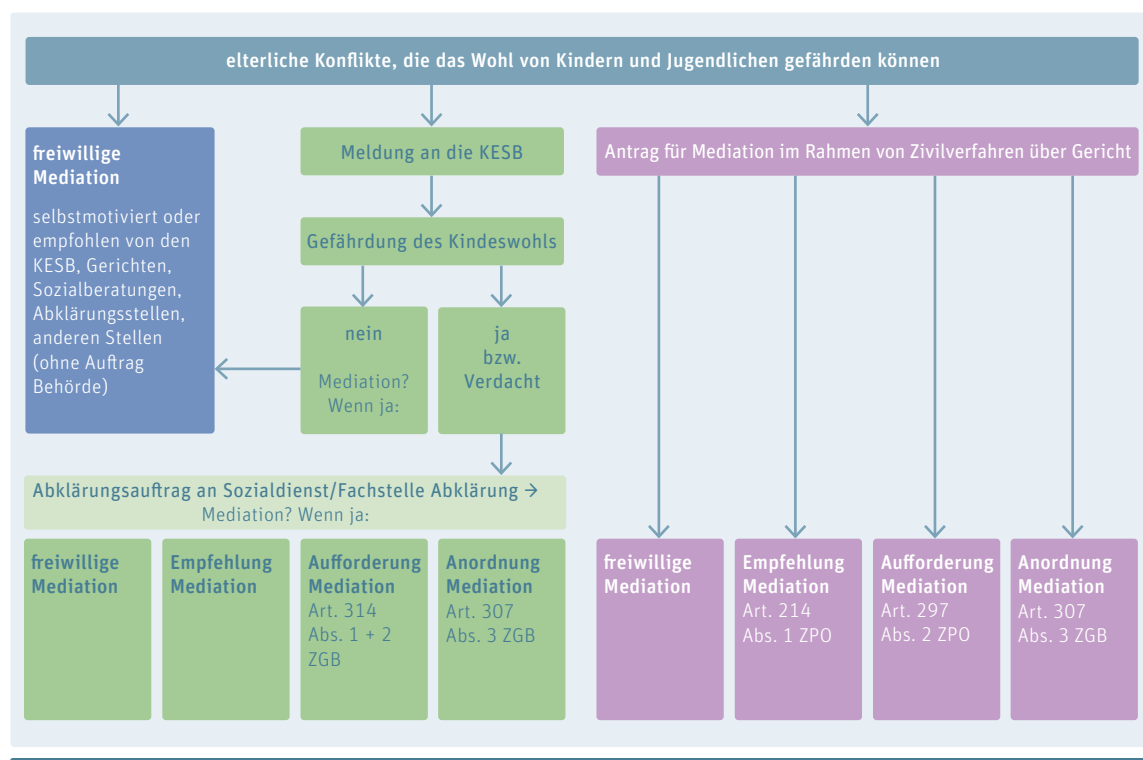 elterliche Konflikte, die das Wohl von Kindern und Jugendlichen gefährden können
freiwillige
Mediation
selbstmotiviert oder
empfohlen von den
KESB, Gerichten,
Sozialberatungen,
Abklärungsstellen,
anderen Stellen
(ohne Auftrag
Behörde)
Meldung an die KESB
Gefährdung des Kindeswohls
nein
Mediation?
Wenn ja:
ja
bzw.
Verdacht
Abklärungsauftrag an Sozialdienst/Fachstelle Abklärung →
Mediation? Wenn ja:
freiwillige
Mediation
Empfehlung
Mediation
Aufforderung
Mediation
Art. 314
Abs. 1 + 2
ZGB
Anordnung
Mediation
Art. 307
Abs. 3 ZGB
Antrag für Mediation im Rahmen von Zivilverfahren über Gericht
freiwillige
Mediation
Empfehlung
Mediation
Art. 214
Abs. 1 ZPO
Aufforderung
Mediation
Art. 297
Abs. 2 ZPO
Anordnung
Mediation
Art. 307
Abs. 3 ZGB